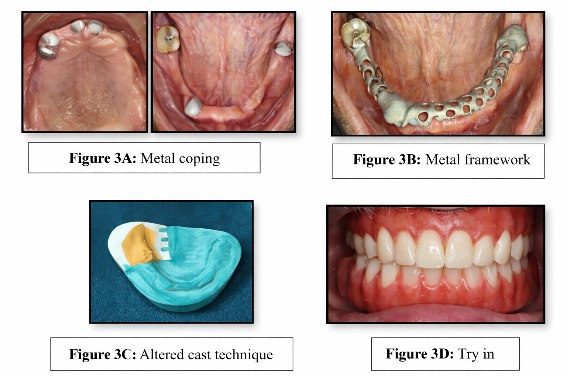 Figure 3A: Metal coping
Figure 3B: Metal framework
Figure 3C: Altered cast technique
Figure 3D: Try in